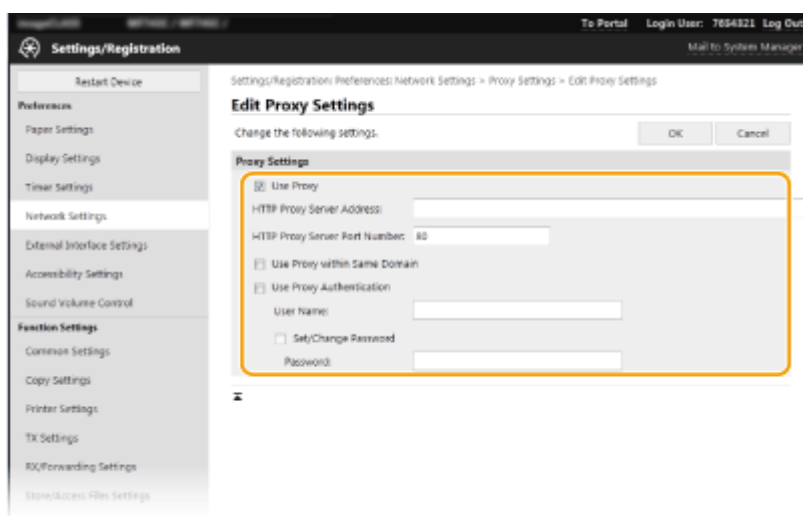 To Portal Login User: 7654321 Log Out
Settings/Registration
Mail to System Manager
Restart Device
Settings/Registration: Preferences: Network Settings > Proxy Settings > Edit Proxy Settings
Preferences
Edit Proxy Settings
Paper Settings
Change the following settings.
OK
Cancel
Display Settings
Proxy Settings
Timer Settings
Use Proxy
Network Settings
HTTP Proxy Server Address:
External Interface Settings
HTTP Proxy Server Port Number: 80
Accessibility Settings
Use Proxy within Same Domain
Use Proxy Authentication
Sound Volume Control
User Name:
Function Settings
Set/Change Password
Common Settings
Password:
Copy Settings
Printer Settings
TX Settings
RX/Forwarding Settings
Store/Access Files Settings